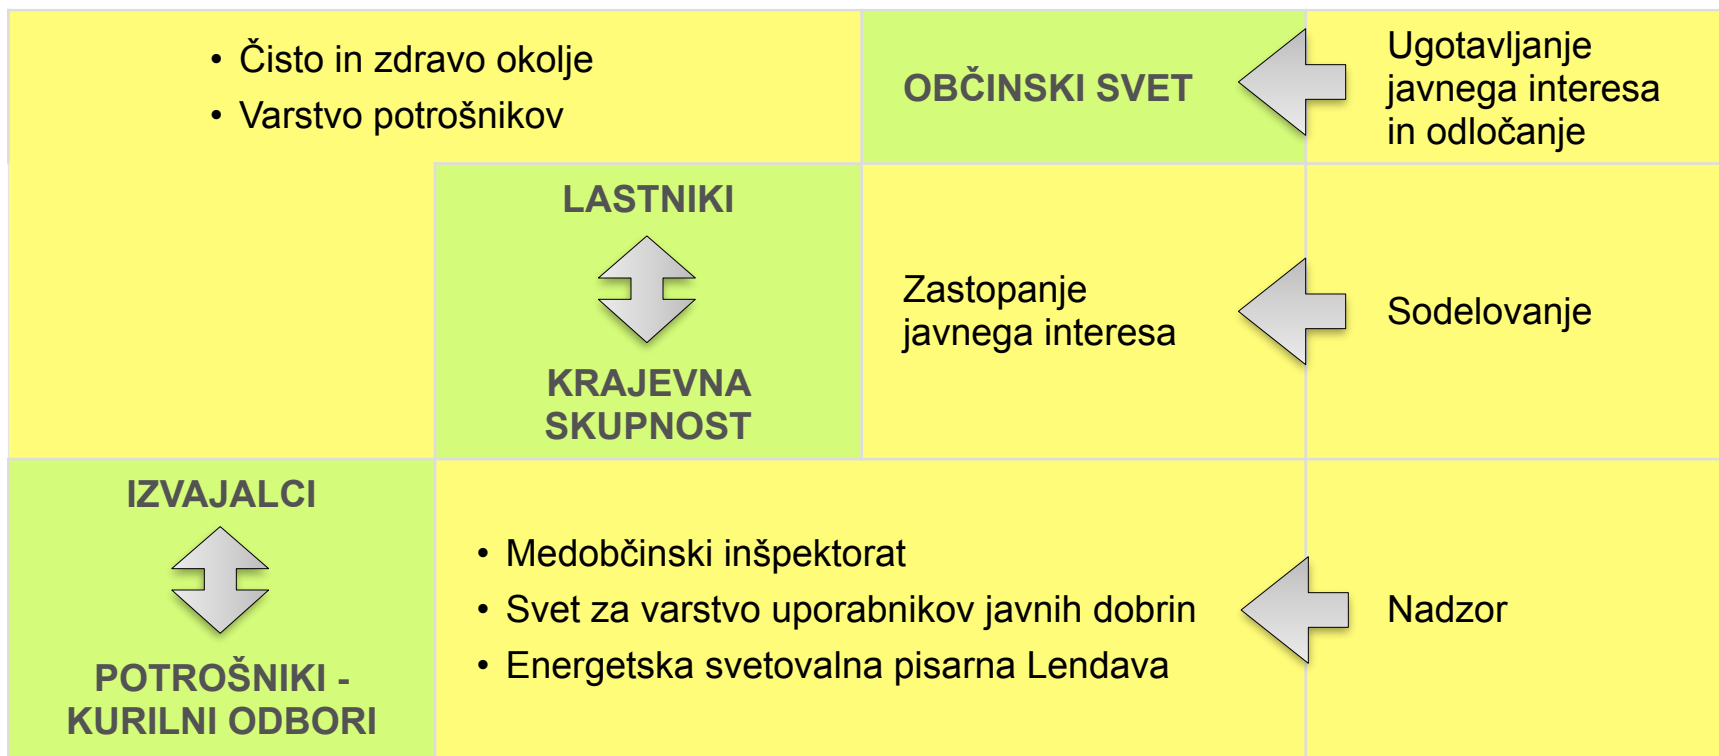 • Čisto in zdravo okolje
• Varstvo potrošnikov
OBČINSKI SVET
Ugotavljanje
javnega interesa
in odločanje
LASTNIKI
KRAJEVNA
SKUPNOST
Zastopanje
javnega interesa
Sodelovanje
IZVAJALCI
POTROŠNIKI -
KURILNI ODBORI
• Medobčinski inšpektorat
• Svet za varstvo uporabnikov javnih dobrin
• Energetska svetovalna pisarna Lendava
Nadzor